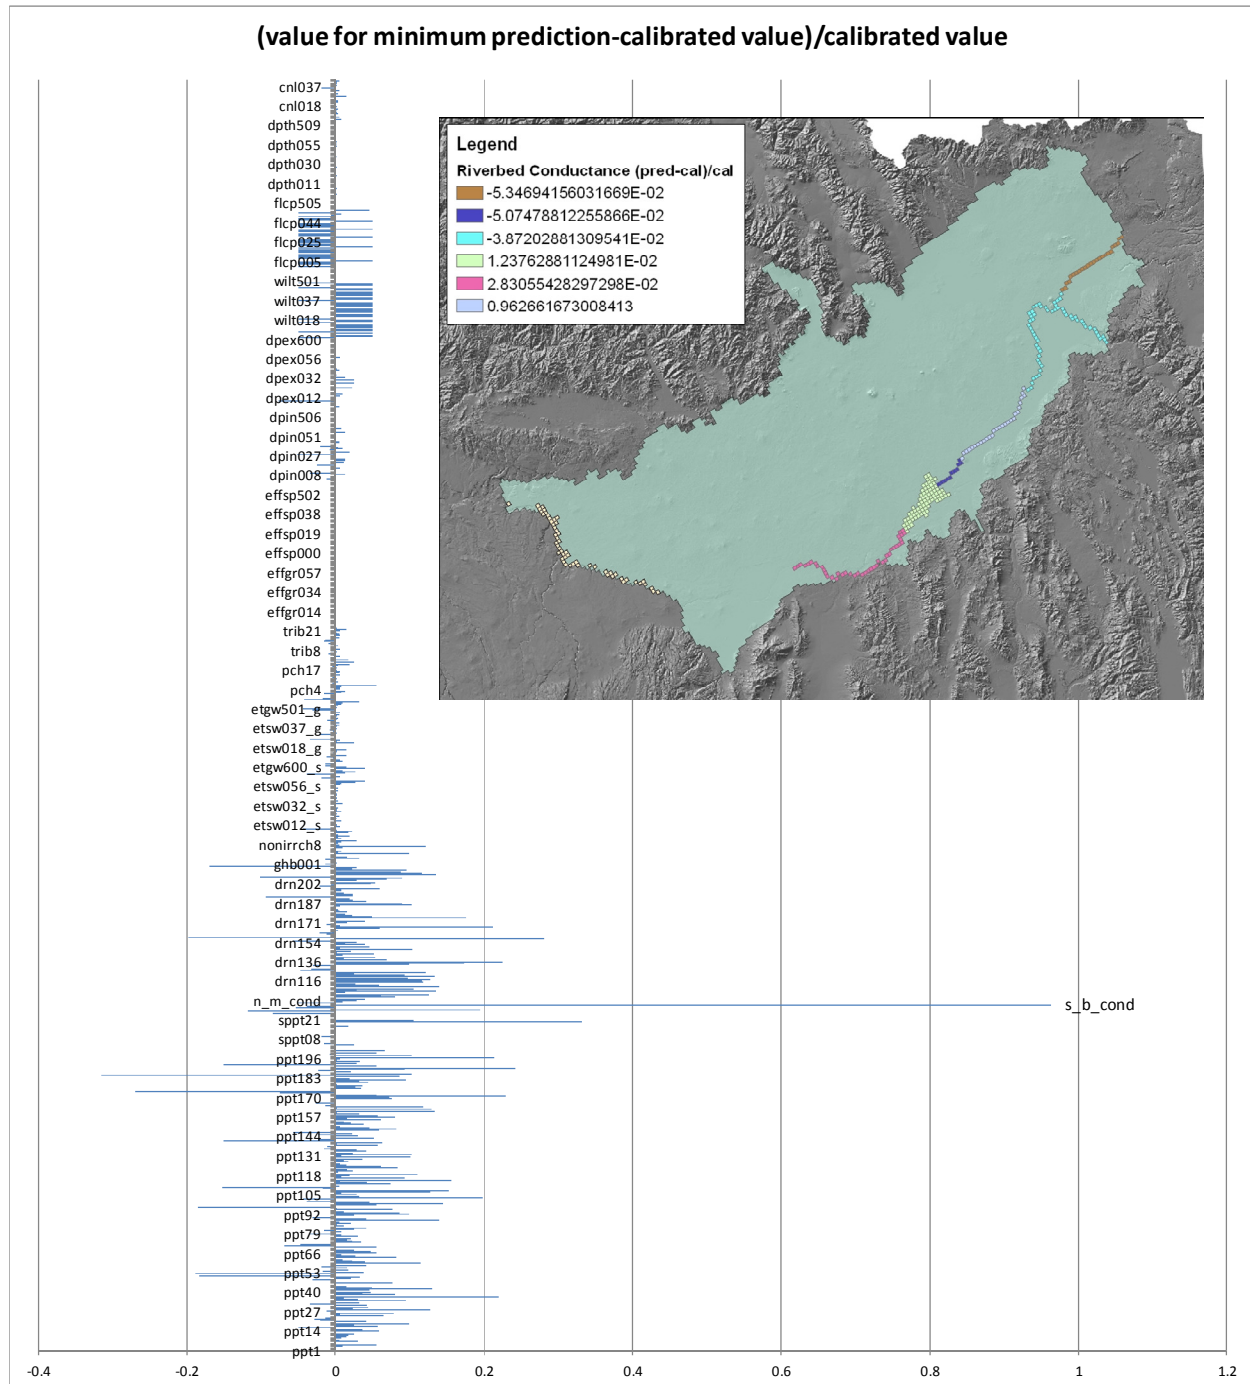 (value for minimum prediction-calibrated value)/calibrated value
cnl037
cnl018
dpth509
dpth055
dpth030
dpth011
flcp505
flcp044
flcp025
flcp005
wilt501
wilt037
wilt018
dpex600
dpex056
dpex032
dpex012
dpin506
dpin051
dpin027
dpin008
effsp502
effsp038
effsp019
effsp000
effgr057
effgr034
effgr014
trib21
trib8
pch17
pch4
etgw501_g
etsw037_g
etsw018_g
etgw600_s
etsw056_s
etsw032_s
etsw012_s
nonirrch8
ghb001
drn202
drn187
drn171
drn154
drn136
drn116
n_m_cond
sppt21
sppt08
ppt196
ppt183
ppt170
ppt157
ppt144
ppt131
ppt118
ppt105
ppt92
ppt79
ppt66
ppt53
ppt40
ppt27
ppt14
ppt1
Legend
Riverbed Conductance (pred-cal)/cal
-5.34694156031669E-02
-5.07478812255866E-02
-3.87202881309541E-02
1.23762881124981E-02
2.83055428297298E-02
0.962661673008413
s_b_cond
-0.4 -0.2 0 0.2 0.4 0.6 0.8 1 1.2